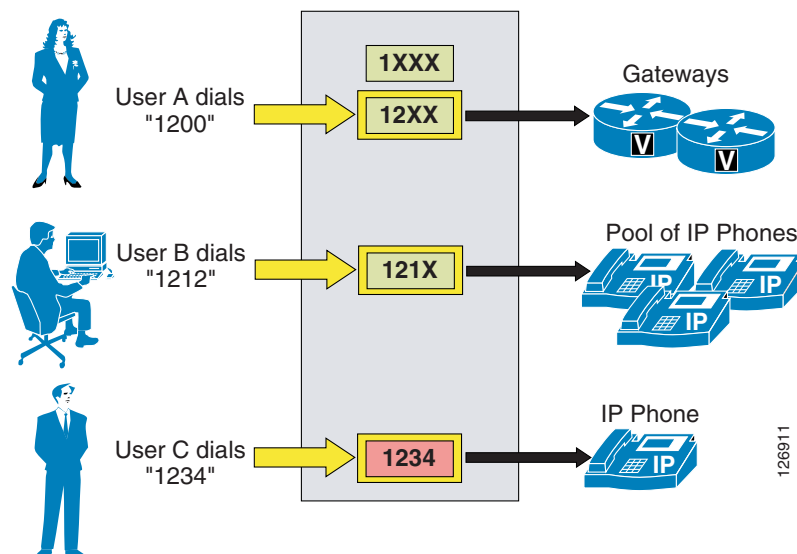 1XXX
User A dials
"1200"
12XX
Gateways
V
V
User B dials
"1212"
121X
Pool of IP Phones
IP
IP
IP
User C dials
"1234"
1234
IP Phone
IP
126911